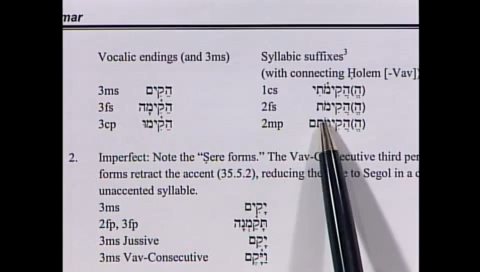 mar
Vocalic endings (and 3ms) Syllabic suffixes3
(with connecting Ḥolem [-Vav])
3ms הֵקִים 1cs (הֲ)הֲקִימֹתִי
3fs הֵקִימָה 2fs (הֲ)הֲקִימֹת
3cp הֵקִימוּ 2mp
2. Imperfect: Note the “Ṣere forms.” The Vav- third per
forms retract the accent (35.5.2), reducing the to Segol in a
unaccented syllable.
3ms יָקִים
2fp, 3fp תָּקֵמְנָה
3ms Jussive יָקֵם
3ms Vav-Consecutive וַיָּקֶם